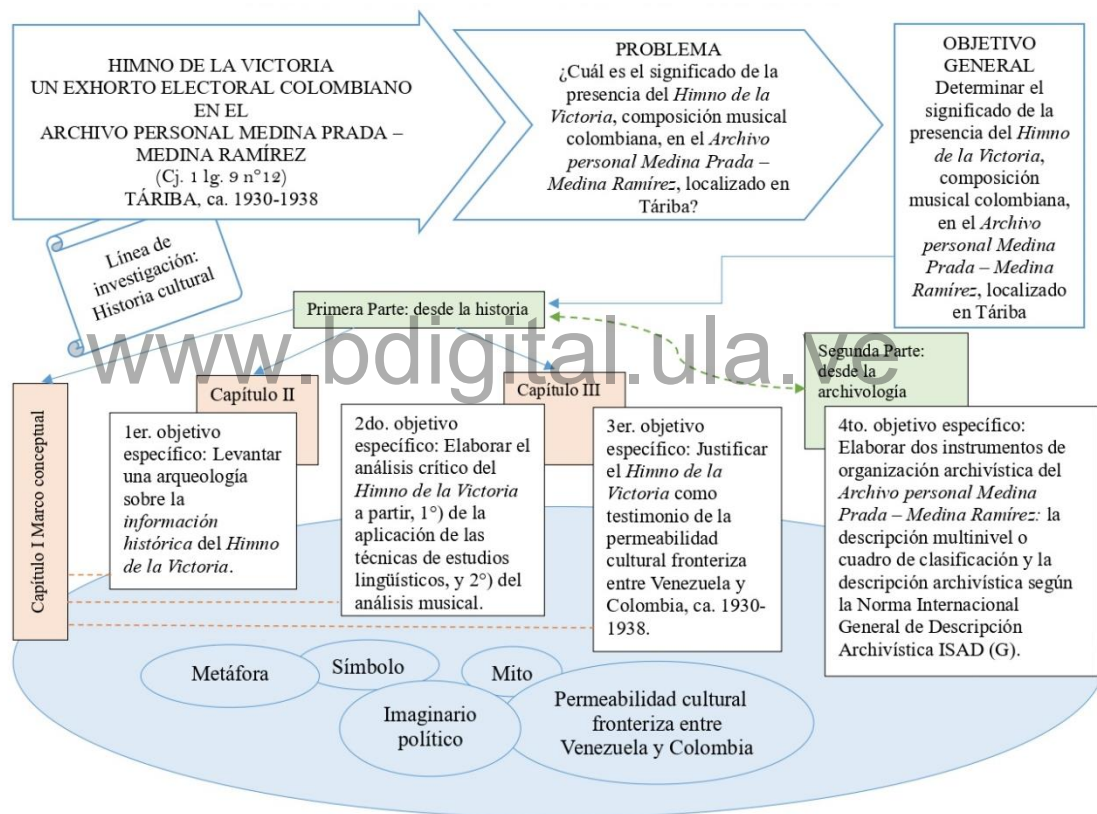 HIMNO DE LA VICTORIA
UN EXHORTO ELECTORAL COLOMBIANO
EN EL
ARCHIVO PERSONAL MEDINA PRADA –
MEDINA RAMÍREZ
(Cj. 1 lg. 9 n°12)
TÁRIBA, ca. 1930-1938
PROBLEMA
¿Cuál es el significado de la
presencia del Himno de la
Victoria, composición musical
colombiana, en el Archivo
personal Medina Prada –
Medina Ramírez, localizado en
Táriba?
OBJETIVO
GENERAL
Determinar el
significado de la
presencia del Himno
de la Victoria,
composición
musical colombiana,
en el Archivo
personal Medina
Prada – Medina
Ramírez, localizado
en Táriba
Línea de
investigación:
Historia cultural
Primera Parte: desde la historia
www.bdigital.ula.ve
Segunda Parte:
desde la
archivología
Capítulo I Marco conceptual
Capítulo II
1er. objetivo
específico: Levantar
una arqueología
sobre la
información
histórica del Himno
de la Victoria.
2do. objetivo
específico: Elaborar el
análisis crítico del
Himno de la Victoria
a partir, 1°) de la
aplicación de las
técnicas de estudios
lingüísticos, y 2°) del
análisis musical.
Capítulo III
3er. objetivo
específico: Justificar
el Himno de la
Victoria como
testimonio de la
permeabilidad
cultural fronteriza
entre Venezuela y
Colombia, ca. 1930-
1938.
4to. objetivo específico:
Elaborar dos instrumentos de
organización archivística del
Archivo personal Medina
Prada – Medina Ramírez: la
descripción multinivel o
cuadro de clasificación y la
descripción archivística según
la Norma Internacional
General de Descripción
Archivística ISAD (G).
Metáfora
Símbolo
Mito
Imaginario
político
Permeabilidad cultural
fronteriza entre
Venezuela y Colombia